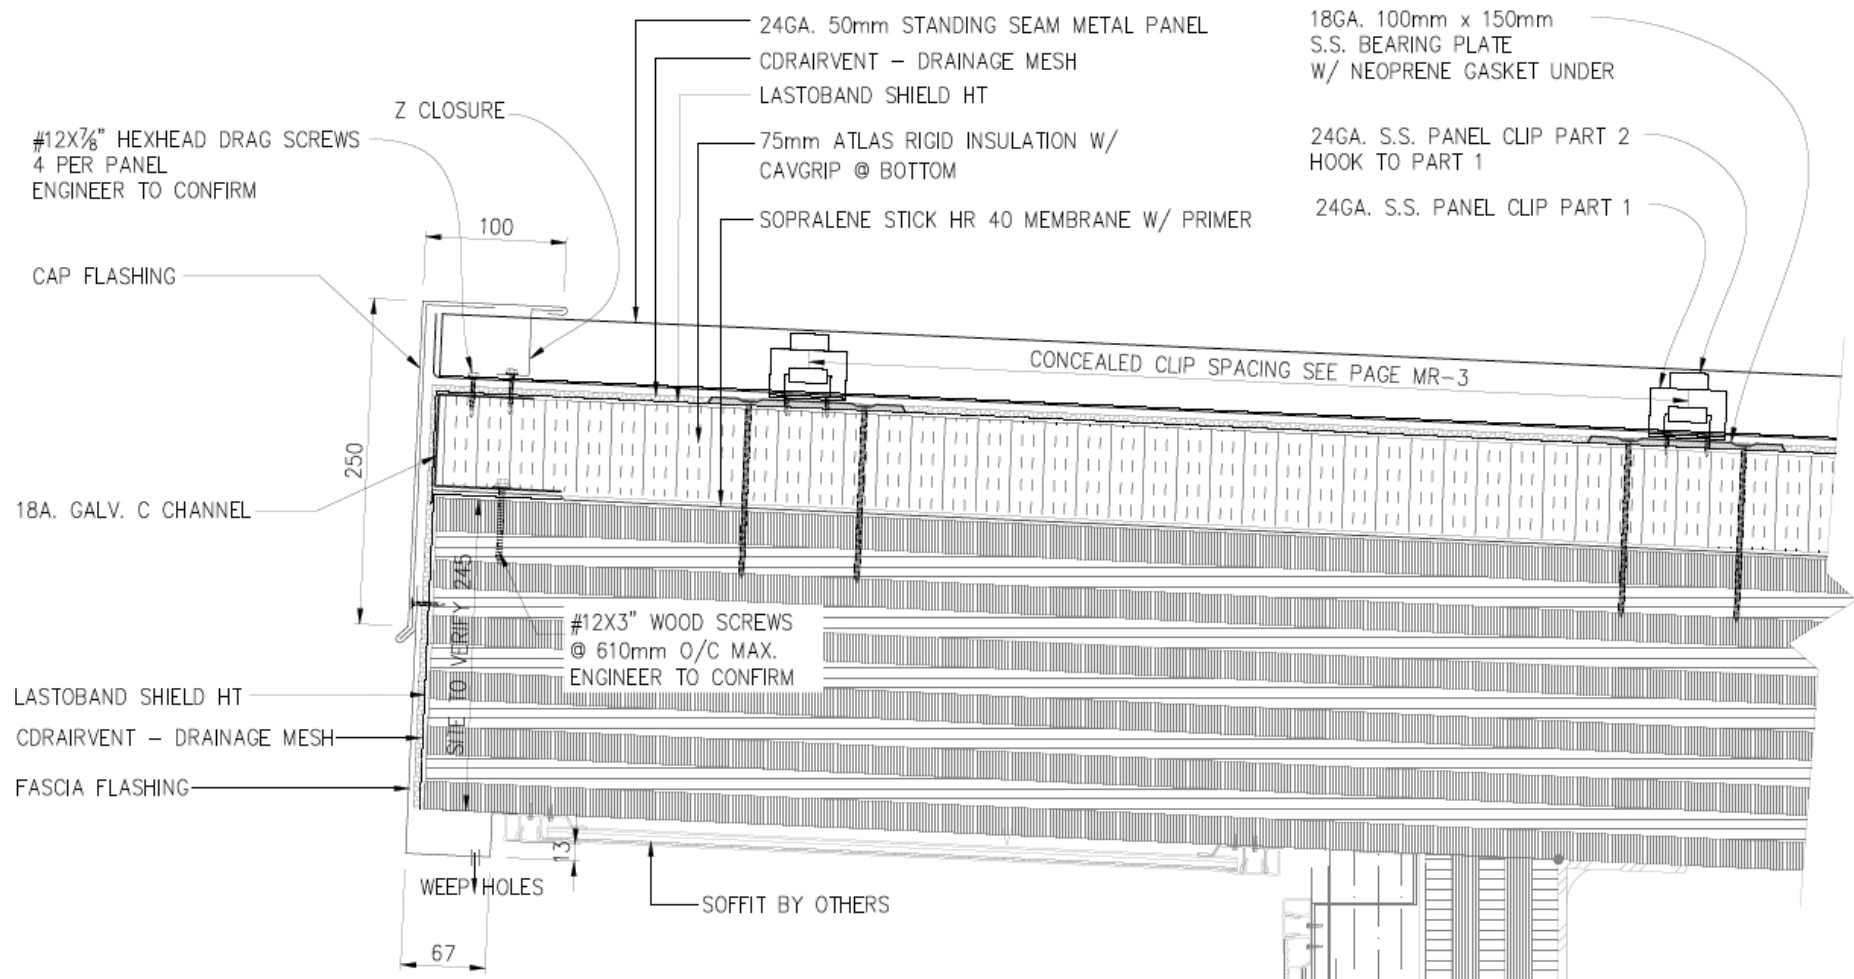 24GA. 50mm STANDING SEAM METAL PANEL
CDRAIRVENT - DRAINAGE MESH
LASTOBAND SHIELD HT
75mm ATLAS RIGID INSULATION W/
CAVGRIP @ BOTTOM
SOPRALENE STICK HR 40 MEMBRANE W/ PRIMER
18GA. 100mm x 150mm
S.S. BEARING PLATE
W/ NEOPRENE GASKET UNDER
24GA. S.S. PANEL CLIP PART 2
HOOK TO PART 1
24GA. S.S. PANEL CLIP PART 1
Z CLOSURE
#12X⅞" HEXHEAD DRAG SCREWS
4 PER PANEL
ENGINEER TO CONFIRM
100
CAP FLASHING
CONCEALED CLIP SPACING SEE PAGE MR-3
250
18A. GALV. C CHANNEL
SITE TO VERIFY 245
#12X3" WOOD SCREWS
@ 610mm O/C MAX.
ENGINEER TO CONFIRM
LASTOBAND SHIELD HT
CDRAIRVENT - DRAINAGE MESH
FASCIA FLASHING
13
WEEP HOLES
SOFFIT BY OTHERS
67